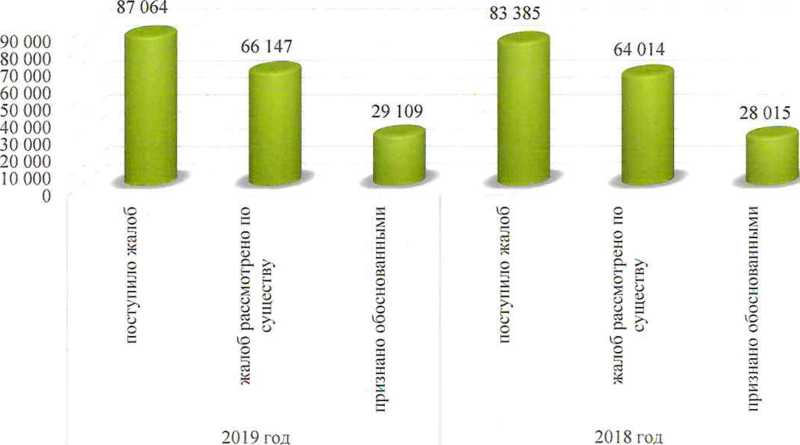 87 064
83 385
66 147
64 014
29 109
28 015
90 000
80 000
70 000
60 000
50 000
40 000
30 000
20 000
10 000
0
поступило жалоб
жалоб рассмотрено по
существу
признано обоснованными
поступило жалоб
жалоб рассмотрено по
существу
признано обоснованными
2019 год
2018 год